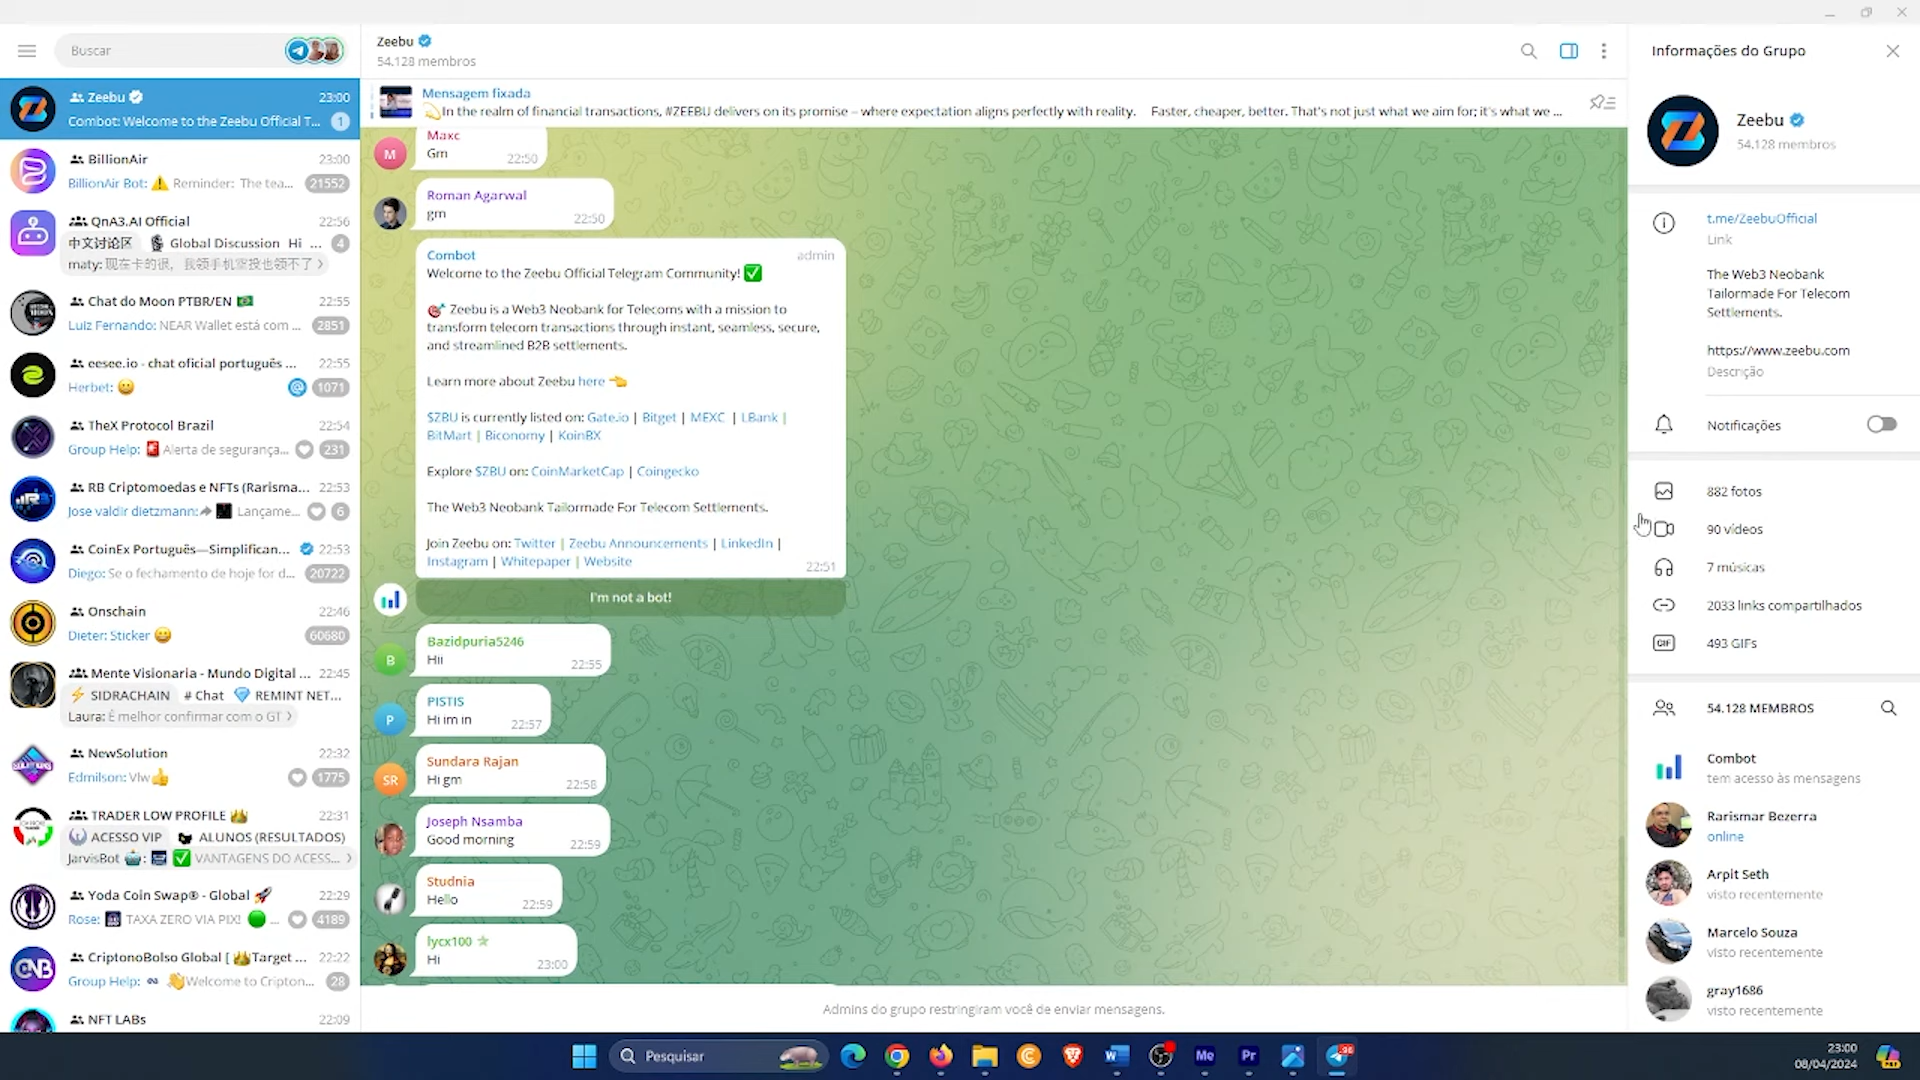 Buscar
Zeebu
23:00
Combot: Welcome to the Zeebu Official T...
1
BillionAir
23:00
BillionAir Bot: ⚠️ Reminder: The tea...
21552
QnA3.AI Official
22:56
中文讨论区 Global Discussion Hi ...
4
maty: 现在卡的很，我领手机空投也领不了 >
Chat do Moon PTBR/EN 🇧🇷
22:55
Luiz Fernando: NEAR Wallet está com ...
2851
eesee.io - chat oficial português ...
22:55
Herbet: 😀
@ 1071
TheX Protocol Brazil
22:54
Group Help: 🚨 Alerta de segurança...
231
RB Criptomoedas e NFTs (Rarisma...
22:53
Jose valdir dietzmann: Lançame...
6
CoinEx Português—Simplifican...
22:53
Diego: Se o fechamento de hoje for d...
20722
Onschain
22:46
Dieter: Sticker 😀
60680
Mente Visionaria - Mundo Digital ...
22:45
⚡ SIDRACHAIN # Chat 💎 REMINT NET...
Laura: É melhor confirmar com o GT >
NewSolution
22:32
Edmilson: Vlw👍
1775
TRADER LOW PROFILE 👑
22:31
ACESSO VIP ALUNOS (RESULTADOS)
JarvisBot 🤖: ✅ VANTAGENS DO ACESS... >
Yoda Coin Swap® - Global 🚀
22:29
Rose: TAXA ZERO VIA PIX! 🟢 ...
4189
CriptonoBolso Global [ 👑Target ...
22:22
Group Help: ∞ 👋Welcome to Cripton...
28
NFT LABs
22:09
Zeebu
54.128 membros
Mensagem fixada
💫In the realm of financial transactions, #ZEEBU delivers on its promise – where expectation aligns perfectly with reality. Faster, cheaper, better. That's not just what we aim for; it's what we ...
M
Maxc
Gm
22:50
Roman Agarwal
gm
22:50
Combot
admin
Welcome to the Zeebu Official Telegram Community! ✅
🎯 Zeebu is a Web3 Neobank for Telecoms with a mission to
transform telecom transactions through instant, seamless, secure,
and streamlined B2B settlements.
Learn more about Zeebu here 👈
$ZBU is currently listed on: Gate.io | Bitget | MEXC | LBank |
BitMart | Biconomy | KoinBX
Explore $ZBU on: CoinMarketCap | Coingecko
The Web3 Neobank Tailormade For Telecom Settlements.
Join Zeebu on: Twitter | Zeebu Announcements | LinkedIn |
Instagram | Whitepaper | Website
22:51
I'm not a bot!
B
Bazidpuria5246
Hii
22:55
P
PISTIS
Hi im in
22:57
SR
Sundara Rajan
Hi gm
22:58
Joseph Nsamba
Good morning
22:59
Studnia
Hello
22:59
lycx100
Hi
23:00
Admins do grupo restringiram você de enviar mensagens.
Informações do Grupo
Zeebu
54.128 membros
t.me/ZeebuOfficial
Link
The Web3 Neobank
Tailormade For Telecom
Settlements.
https://www.zeebu.com
Descrição
Notificações
882 fotos
90 vídeos
7 músicas
2033 links compartilhados
GIF
493 GIFs
54.128 MEMBROS
Combot
tem acesso às mensagens
Rarismar Bezerra
online
Arpit Seth
visto recentemente
Marcelo Souza
visto recentemente
gray1686
visto recentemente
Pesquisar
W
Me
Pr
23:00
08/04/2024